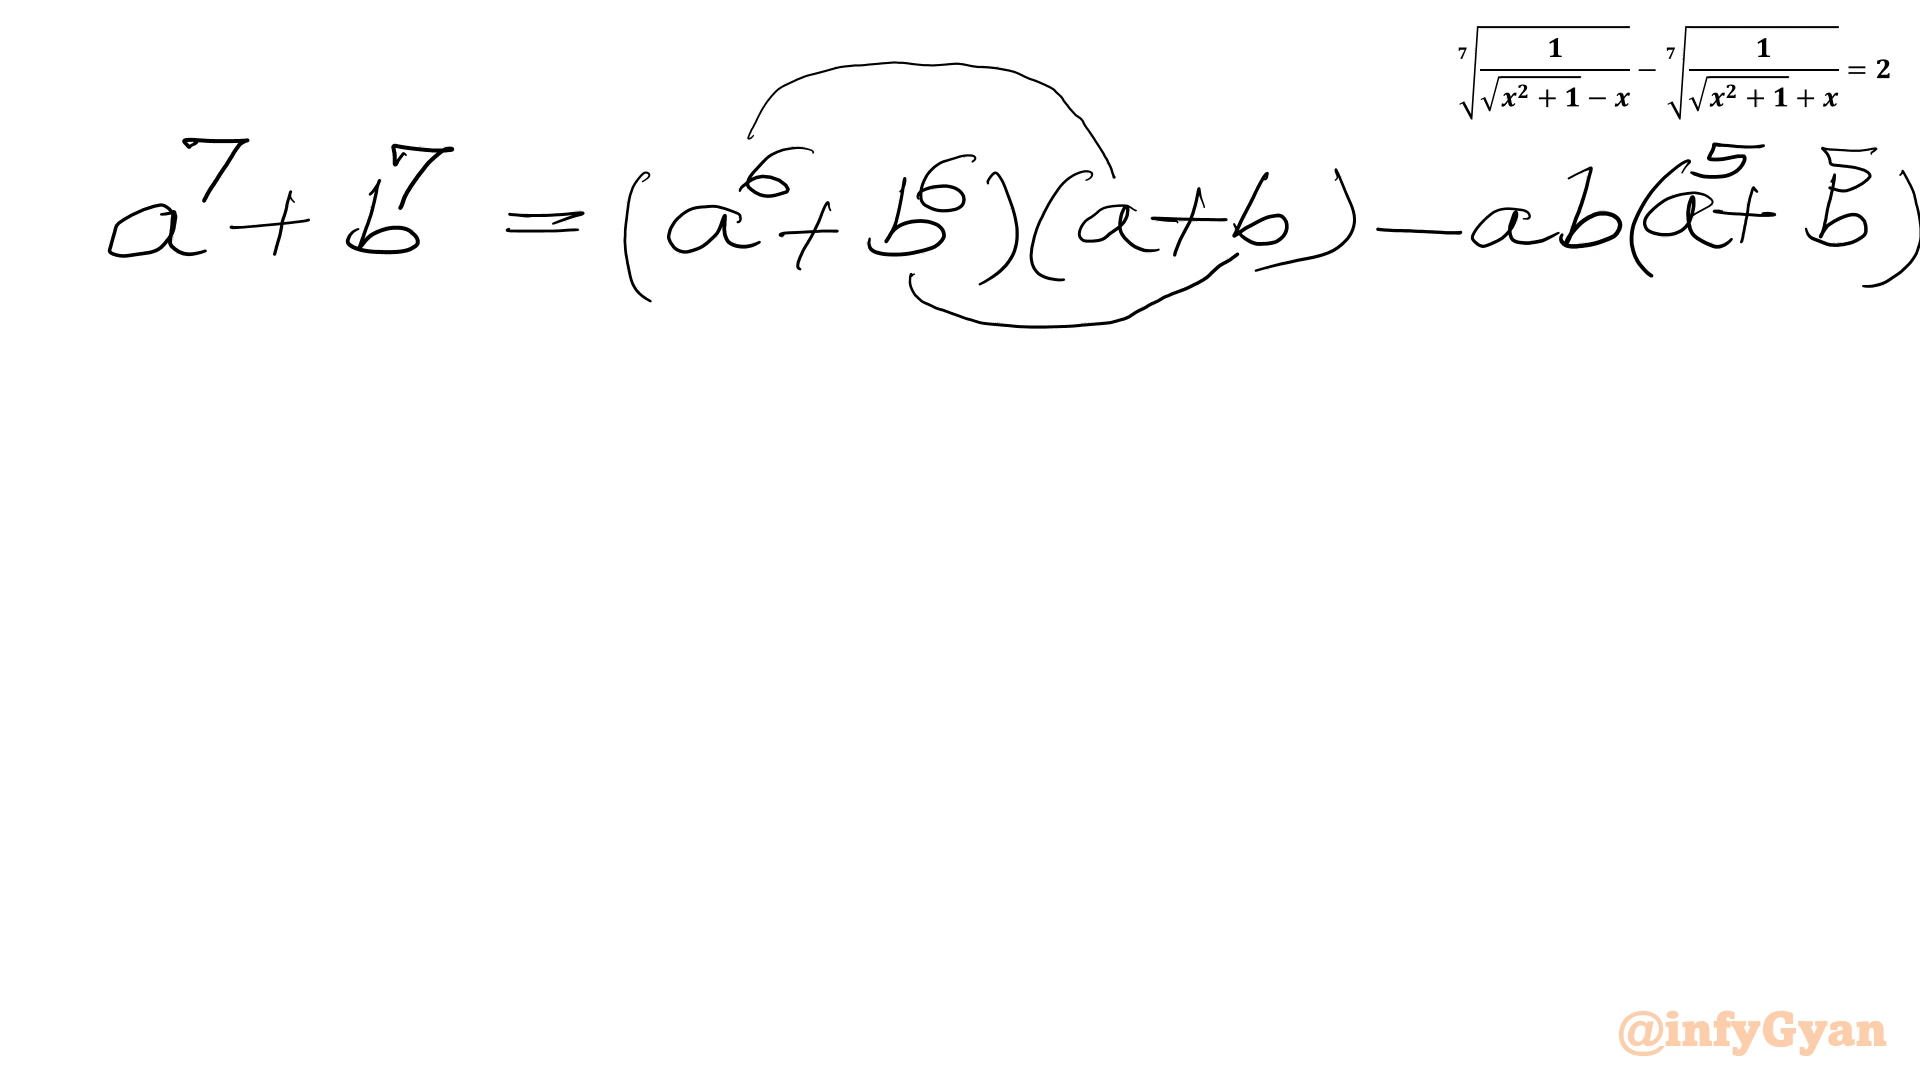 ⁷√(1/(√(x² + 1) − x)) − ⁷√(1/(√(x² + 1) + x)) = 2
a⁷ + b⁷ = (a⁶ + b⁶)(a + b) − ab(a⁵ + b⁵)
@infyGyan